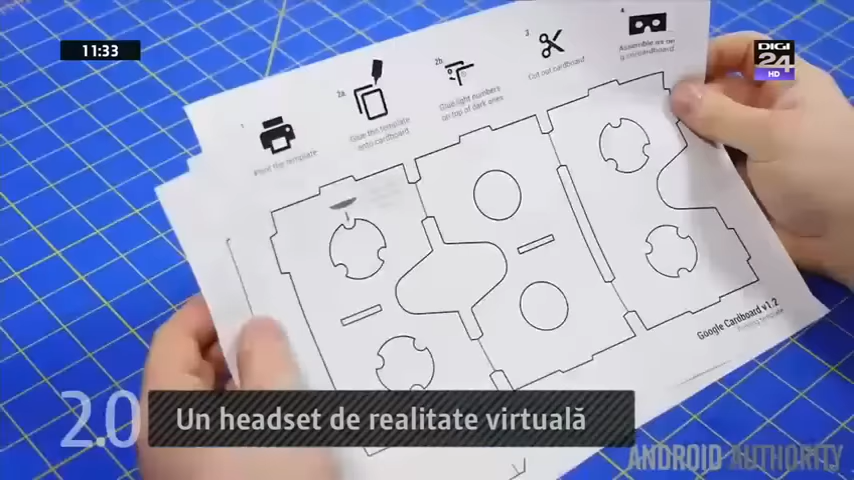 11:33
DIGI
24
HD
1.
Print the template
2a.
Glue the template
onto cardboard
2b.
Glue light numbers
on top of dark ones
3.
Cut out cardboard
4.
Google Cardboard v1.2
2.0
Un headset de realitate virtuală
ANDROID AUTHORITY